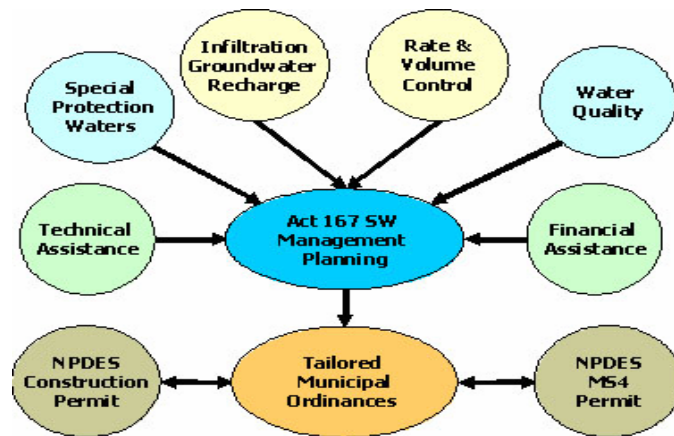 Infiltration
Groundwater
Recharge
Rate &
Volume
Control
Special
Protection
Waters
Water
Quality
Technical
Assistance
Act 167 SW
Management
Planning
Financial
Assistance
NPDES
Construction
Permit
Tailored
Municipal
Ordinances
NPDES
MS4
Permit